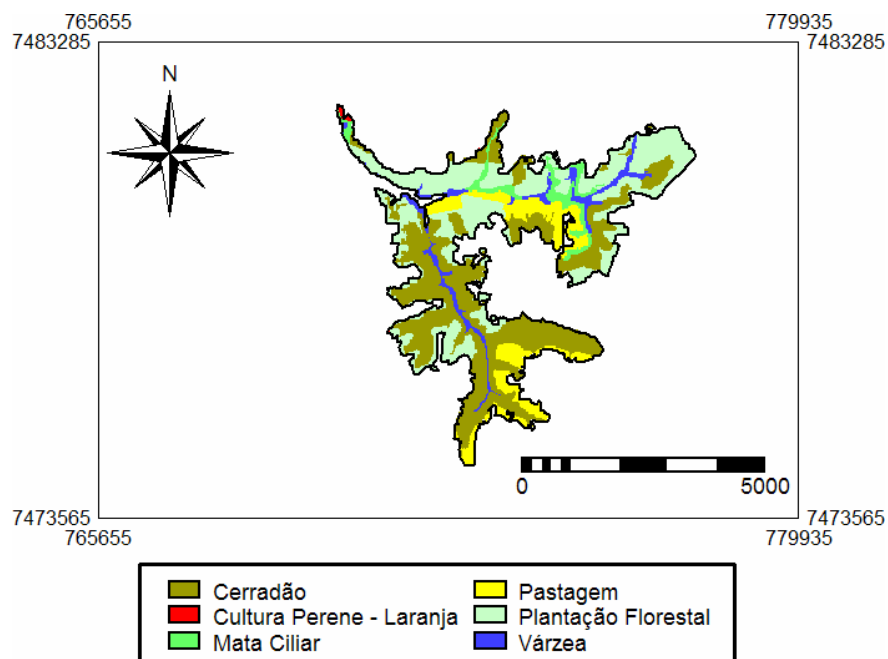 765655 779935
7483285 7483285
N
0 5000
7473565 7473565
765655 779935
Cerradão Pastagem
Cultura Perene - Laranja Plantação Florestal
Mata Ciliar Várzea